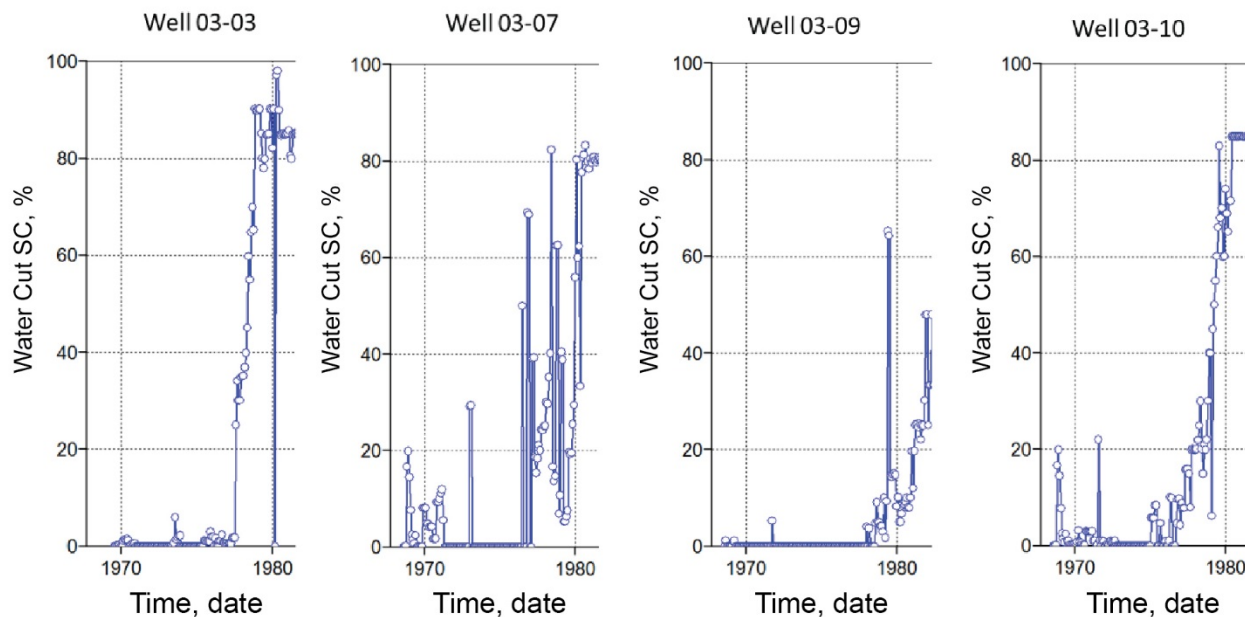 Well 03-03
100
80
60
40
20
0
1970
1980
Water Cut SC, %
Time, date
Well 03-07
100
80
60
40
20
0
1970
1980
Water Cut SC, %
Time, date
Well 03-09
100
80
60
40
20
0
1970
1980
Water Cut SC, %
Time, date
Well 03-10
100
80
60
40
20
0
1970
1980
Water Cut SC, %
Time, date